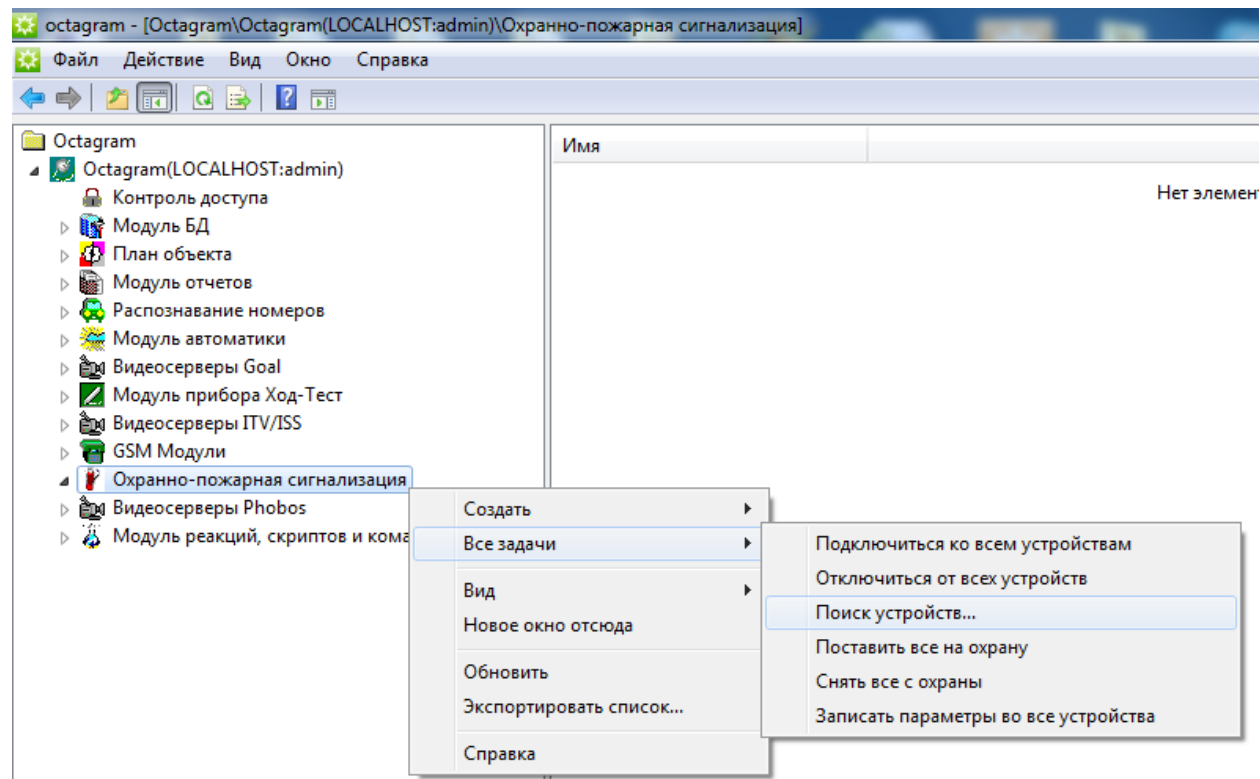 octagram - [Octagram\Octagram(LOCALHOST:admin)\Охранно-пожарная сигнализация]
Файл Действие Вид Окно Справка
Octagram
Octagram(LOCALHOST:admin)
Контроль доступа
Модуль БД
План объекта
Модуль отчетов
Распознавание номеров
Модуль автоматики
Видеосерверы Goal
Модуль прибора Ход-Тест
Видеосерверы ITV/ISS
GSM Модули
Охранно-пожарная сигнализация
Видеосерверы Phobos
Модуль реакций, скриптов и кома
Имя
Нет элемент
Создать
Все задачи
Вид
Новое окно отсюда
Обновить
Экспортировать список...
Справка
Подключиться ко всем устройствам
Отключиться от всех устройств
Поиск устройств...
Поставить все на охрану
Снять все с охраны
Записать параметры во все устройства